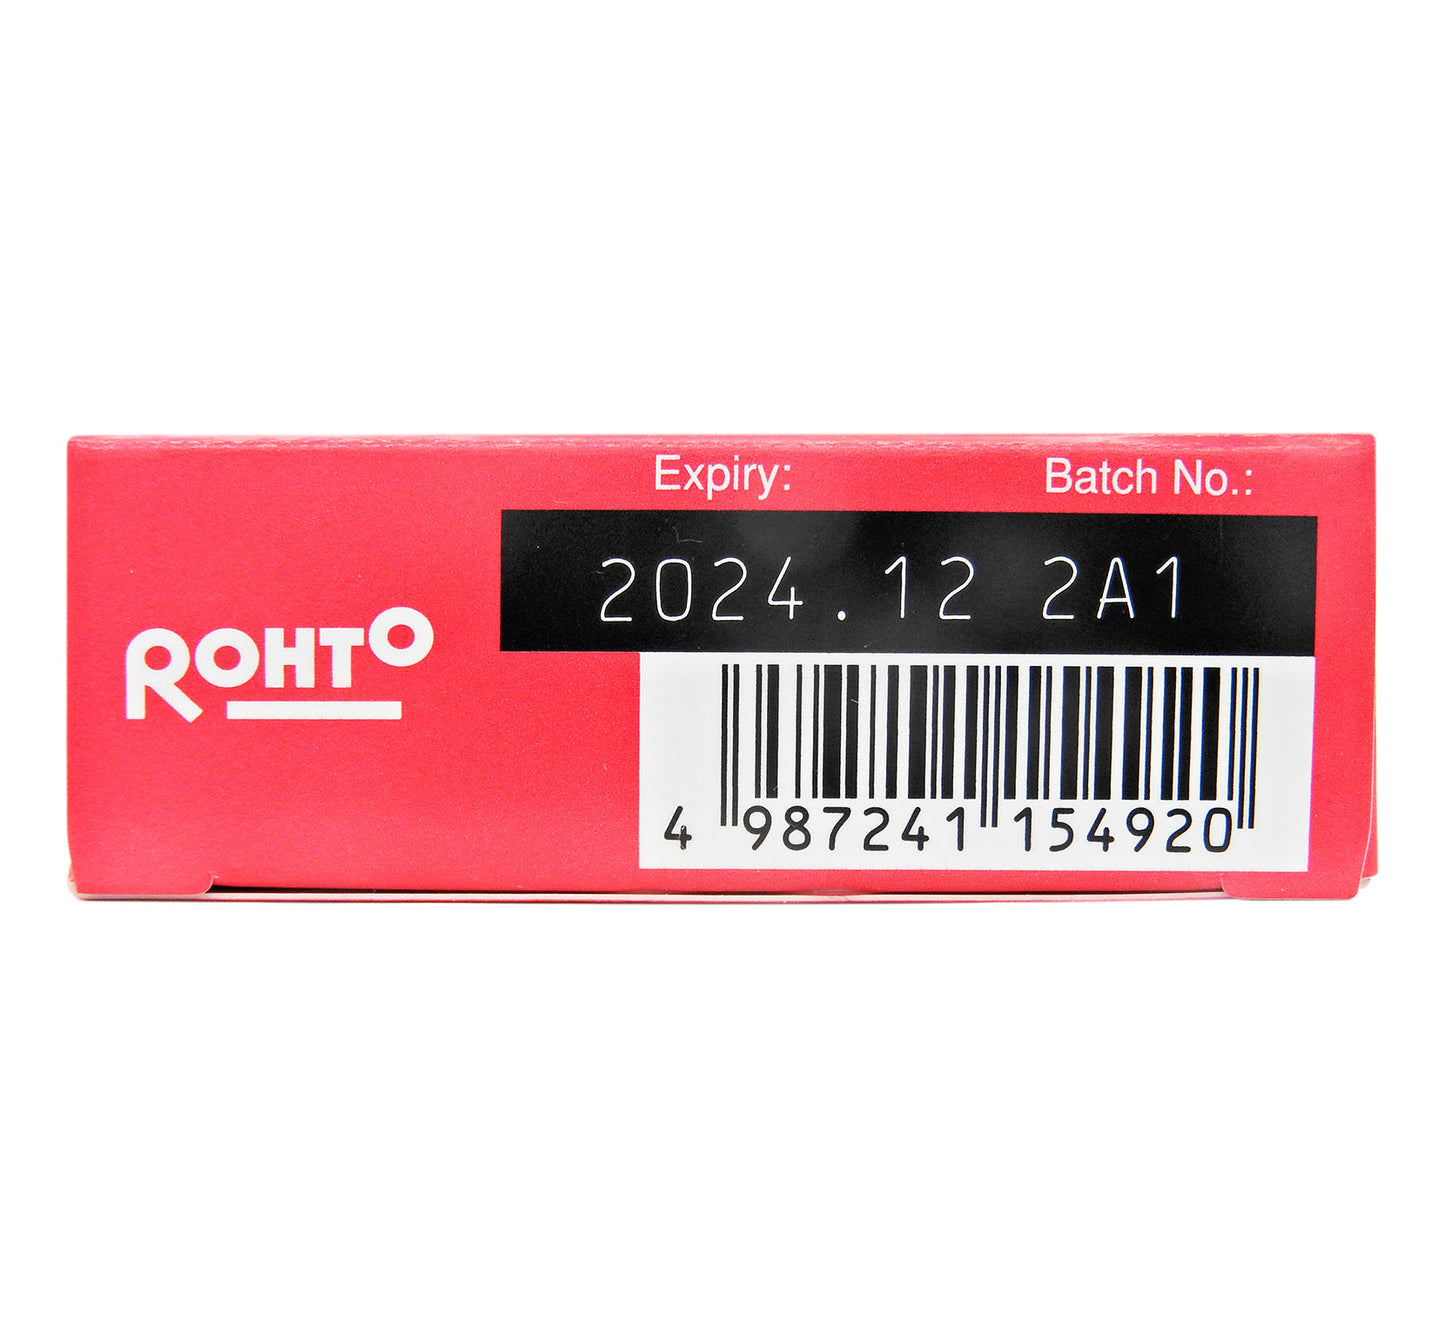 Expiry: Batch No.:
2024.12 2A1
ROHTO
4 987241 154920